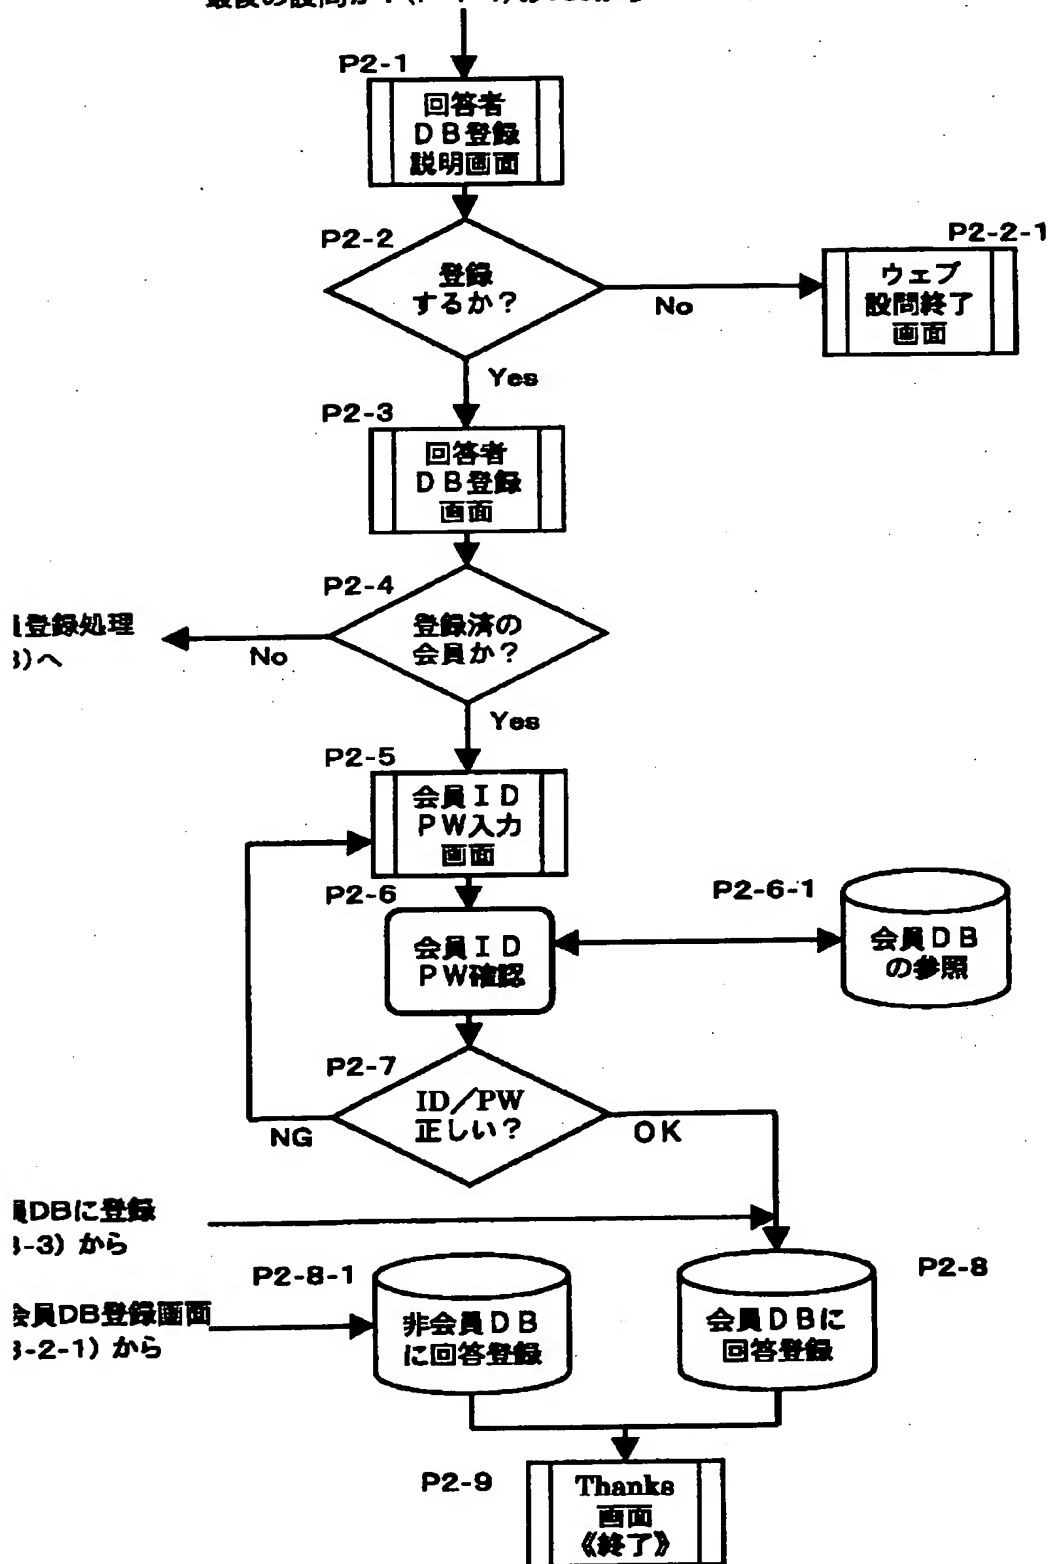 P2-1
回答者
ＤＢ登録
説明画面
P2-2
登録
するか？
No
P2-2-1
ウェブ
設問終了
画面
Yes
P2-3
回答者
ＤＢ登録
画面
P2-4
登録済の
会員か？
登録処理
)へ
No
Yes
P2-5
会員ＩＤ
ＰＷ入力
画面
P2-6
会員ＩＤ
ＰＷ確認
P2-6-1
会員ＤＢ
の参照
P2-7
ID／PW
正しい？
NG
OK
員DBに登録
-3) から
P2-8
会員ＤＢに
回答登録
P2-8-1
非会員ＤＢ
に回答登録
会員DB登録画面
-2-1) から
P2-9
Thanks
画面
《終了》